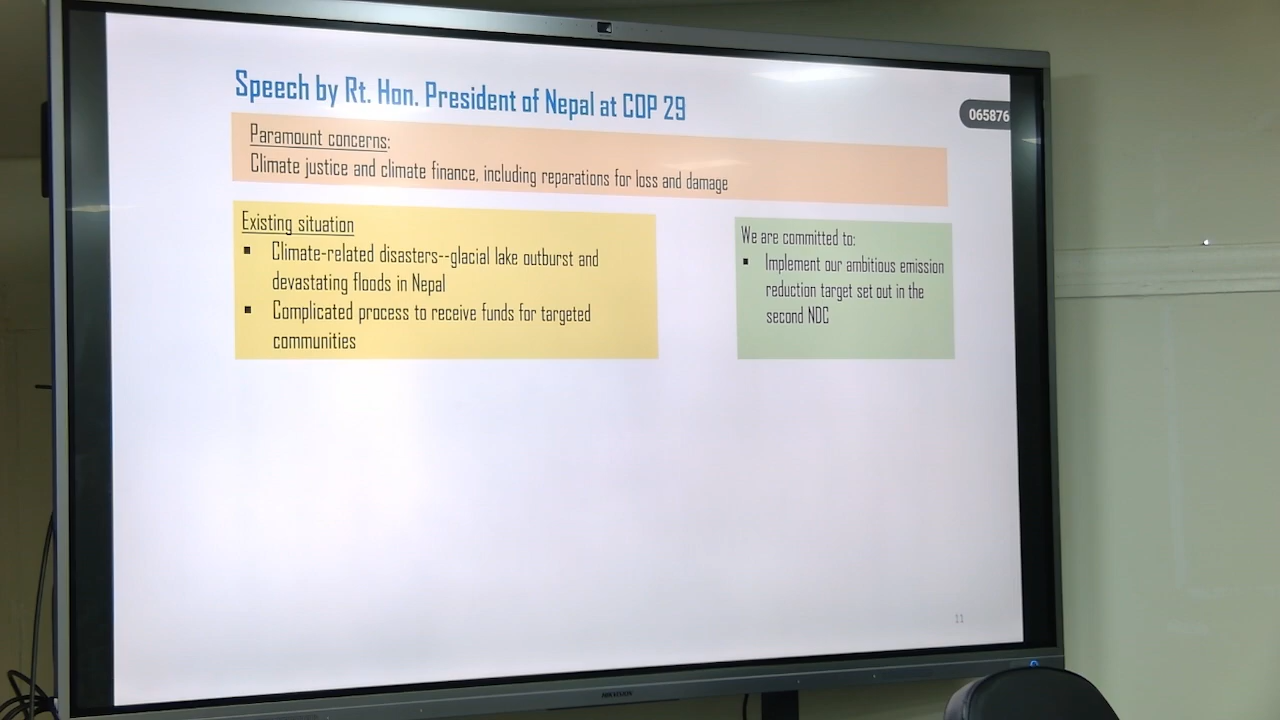 Speech by Rt. Hon. President of Nepal at COP 29
065876
Paramount concerns:
Climate justice and climate finance, including reparations for loss and damage
Existing situation
▪ Climate-related disasters--glacial lake outburst and
devastating floods in Nepal
▪ Complicated process to receive funds for targeted
communities
We are committed to:
▪ Implement our ambitious emission
reduction target set out in the
second NDC
11
HIKVISION